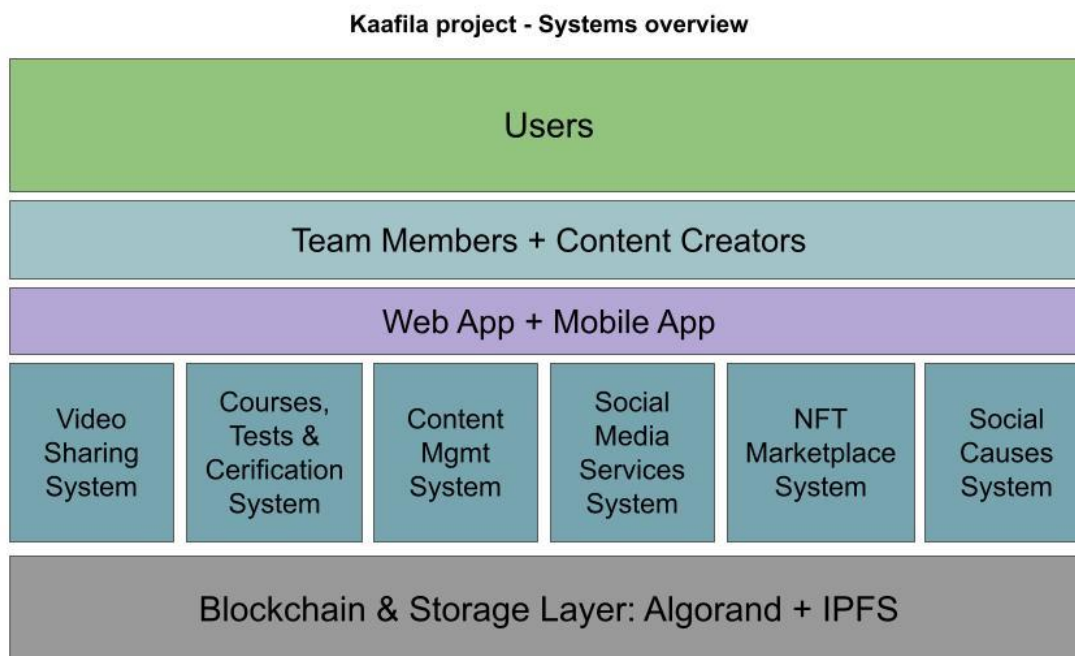 Kaafila project - Systems overview
Users
Team Members + Content Creators
Web App + Mobile App
Video
Sharing
System
Courses,
Tests &
Cerification
System
Content
Mgmt
System
Social
Media
Services
System
NFT
Marketplace
System
Social
Causes
System
Blockchain & Storage Layer: Algorand + IPFS